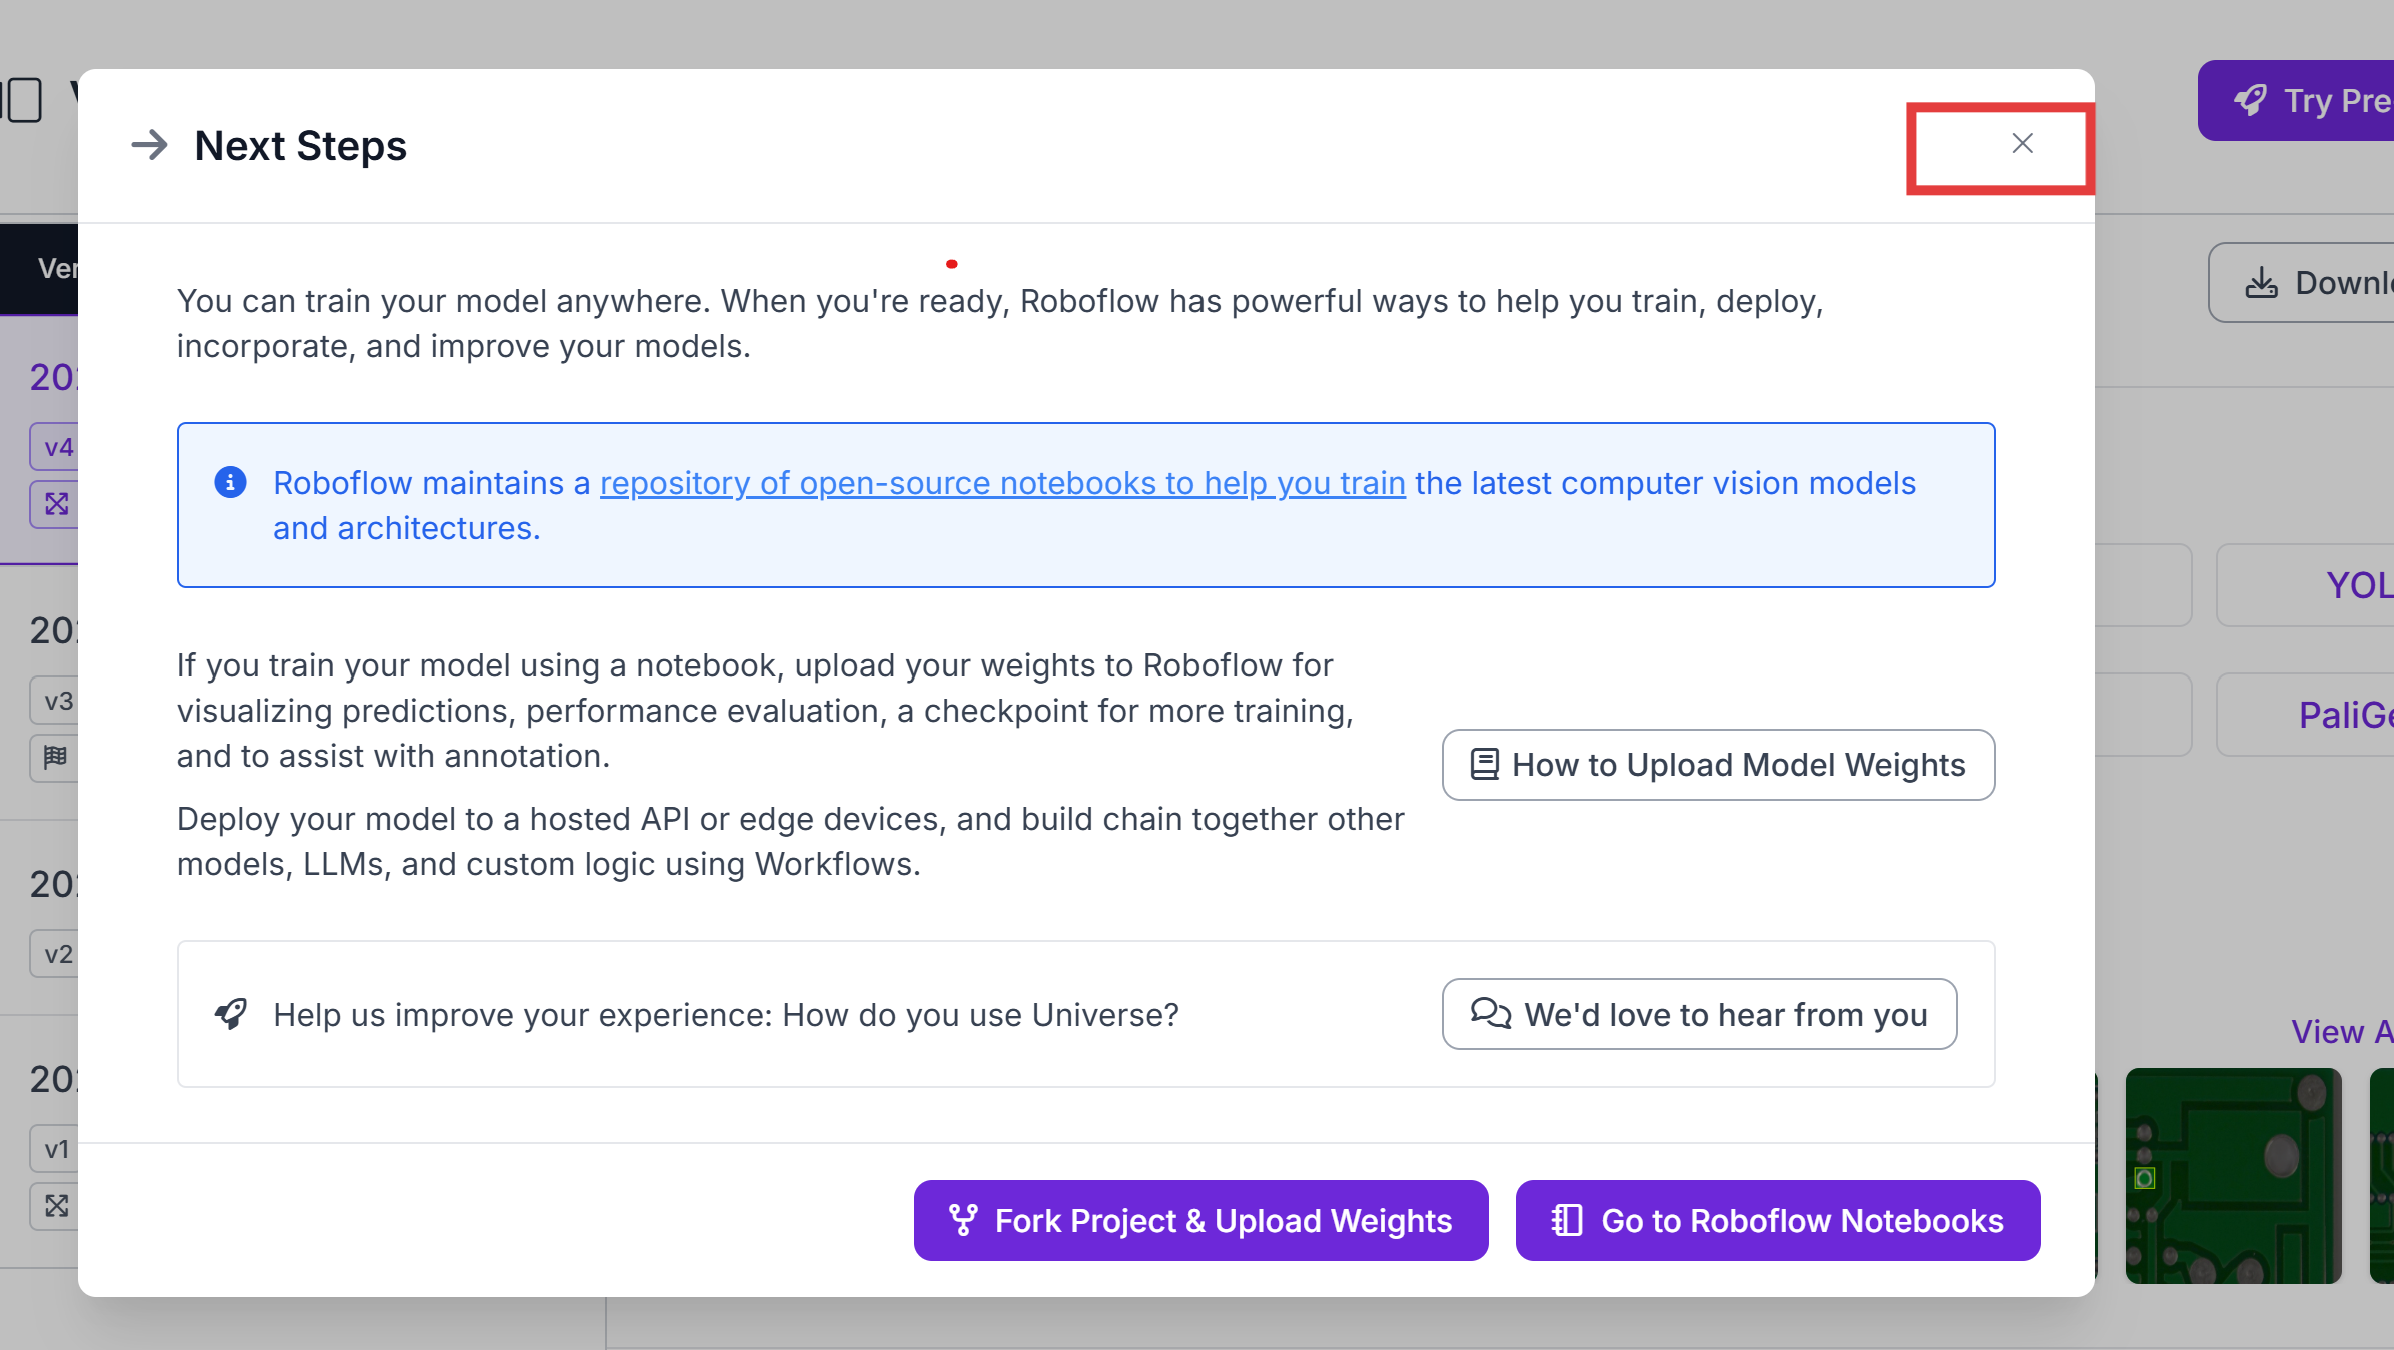 Next Steps
Try Pre
Ver
You can train your model anywhere. When you're ready, Roboflow has powerful ways to help you train, deploy,
incorporate, and improve your models.
Downl
202
v4
Roboflow maintains a repository of open-source notebooks to help you train the latest computer vision models
and architectures.
YOL
202
v3
If you train your model using a notebook, upload your weights to Roboflow for
visualizing predictions, performance evaluation, a checkpoint for more training,
and to assist with annotation.
PaliGe
How to Upload Model Weights
Deploy your model to a hosted API or edge devices, and build chain together other
models, LLMs, and custom logic using Workflows.
202
v2
Help us improve your experience: How do you use Universe?
We'd love to hear from you
View A
202
v1
Fork Project & Upload Weights
Go to Roboflow Notebooks